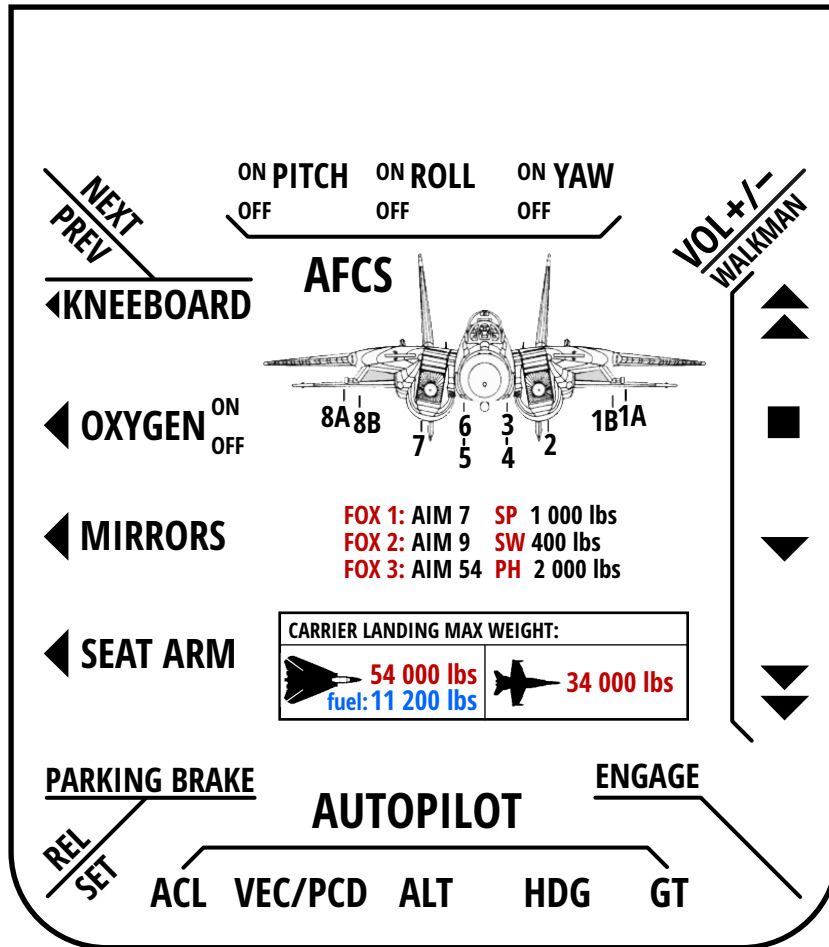 ON PITCH ON ROLL ON YAW
OFF OFF OFF
NEXT
PREV
VOL +/−
WALKMAN
AFCS
KNEEBOARD
OXYGEN ON
OFF
8A 8B 7 6 3 2 1B 1A
5 4
MIRRORS
FOX 1: AIM 7 SP 1 000 lbs
FOX 2: AIM 9 SW 400 lbs
FOX 3: AIM 54 PH 2 000 lbs
SEAT ARM
CARRIER LANDING MAX WEIGHT:
54 000 lbs
fuel: 11 200 lbs
34 000 lbs
PARKING BRAKE
REL
SET
ENGAGE
AUTOPILOT
ACL VEC/PCD ALT HDG GT